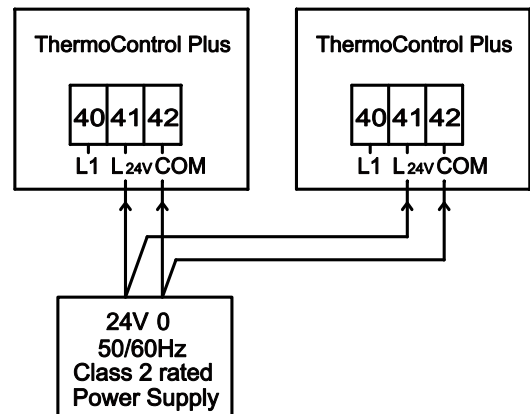 ThermoControl Plus
40 41 42
L1 L 24V COM
ThermoControl Plus
40 41 42
L1 L 24V COM
24V 0
50/60Hz
Class 2 rated
Power Supply